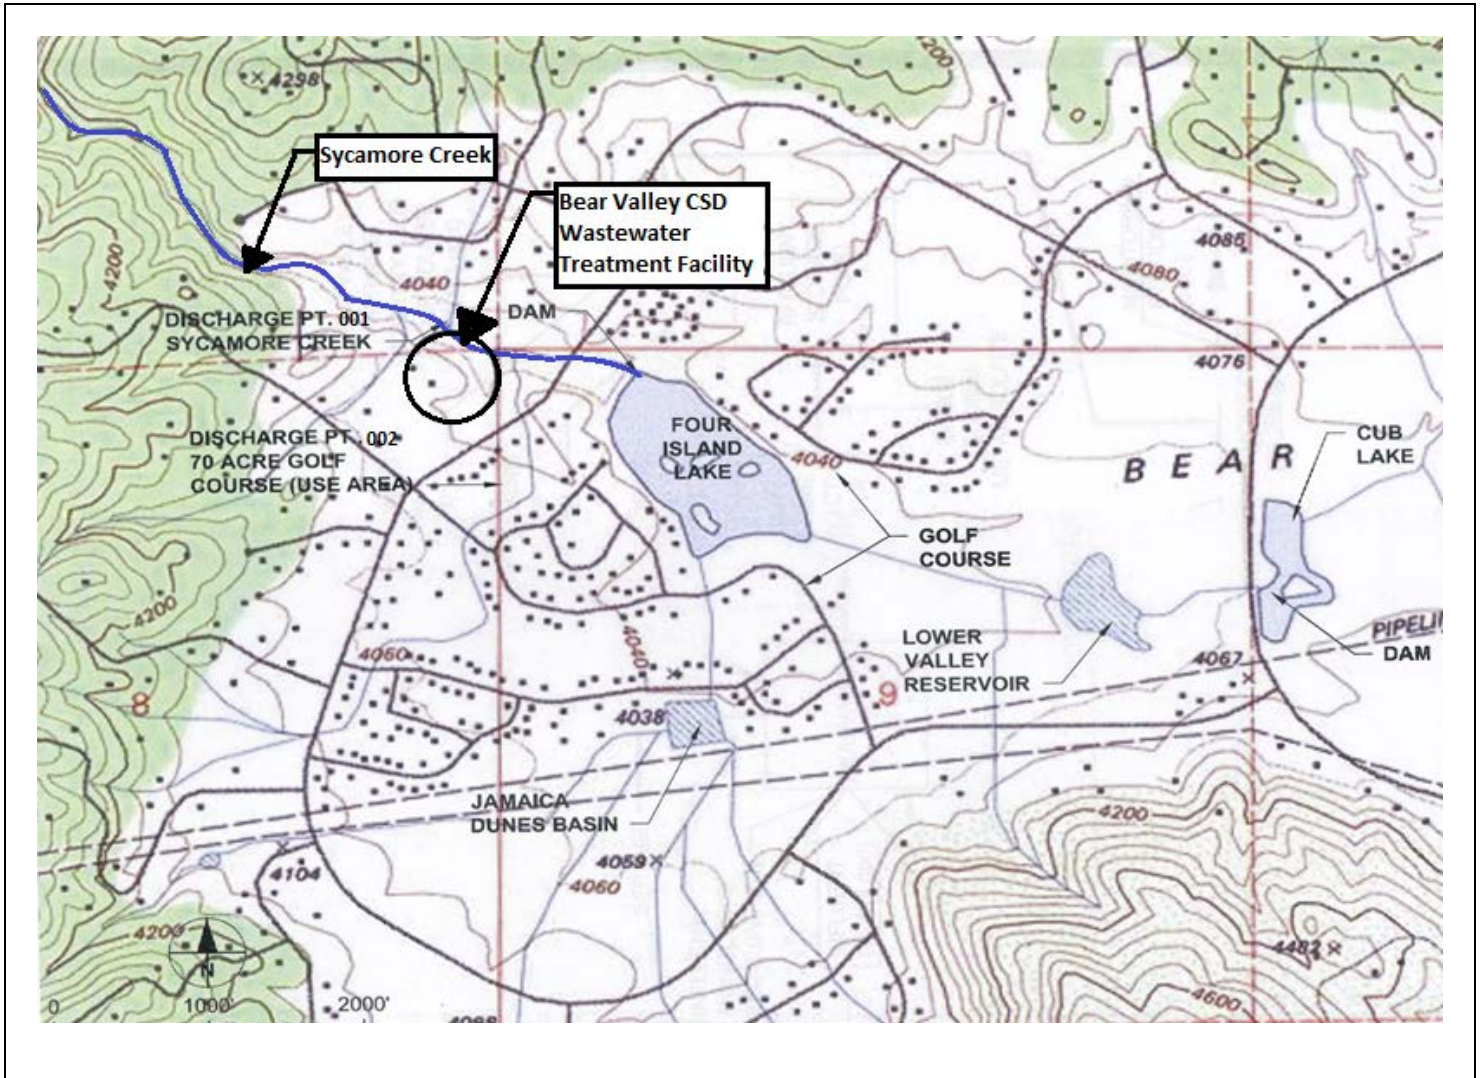 4200
4298
Sycamore Creek
Bear Valley CSD
Wastewater
Treatment Facility
4200
4085
4080
4040
DISCHARGE PT. 001
SYCAMORE CREEK
DAM
4076
FOUR
ISLAND
LAKE
DISCHARGE PT. 002
70 ACRE GOLF
COURSE (USE AREA)
4040
BEAR
CUB
LAKE
GOLF
COURSE
4200
4060
4040
LOWER
VALLEY
RESERVOIR
PIPELI
4067
DAM
8
9
4038
JAMAICA
DUNES BASIN
4200
4059
4060
4104
4200
N
4482
4600
0
1000'
2000'